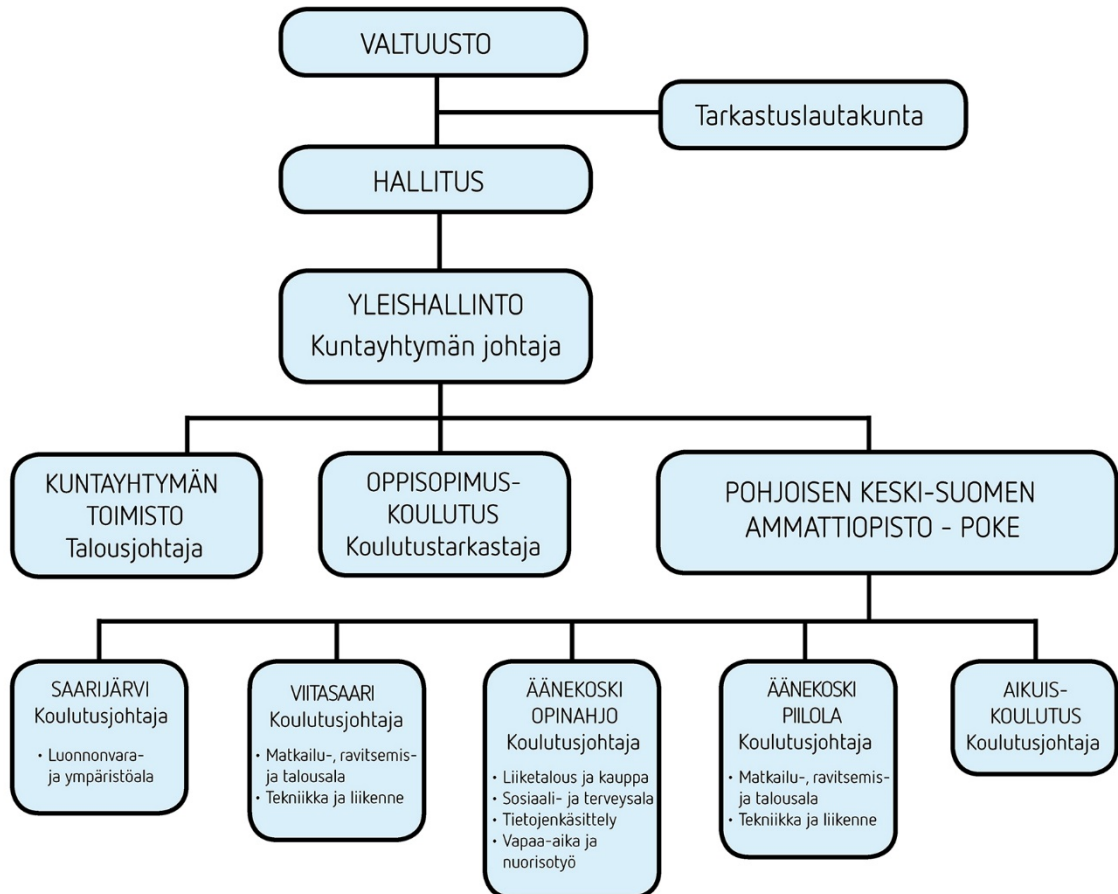 VALTUUSTO
Tarkastuslautakunta
HALLITUS
YLEISHALLINTO
Kuntayhtymän johtaja
KUNTAYHTYMÄN
TOIMISTO
Talousjohtaja
OPPISOPIMUS-
KOULUTUS
Koulutustarkastaja
POHJOISEN KESKI-SUOMEN
AMMATTIOPISTO - POKE
SAARIJÄRVI
Koulutusjohtaja
• Luonnonvara-
ja ympäristöala
VIITASAARI
Koulutusjohtaja
• Matkailu-, ravitsemis-
ja talousala
• Tekniikka ja liikenne
ÄÄNEKOSKI
OPINAHJO
Koulutusjohtaja
• Liiketalous ja kauppa
• Sosiaali- ja terveysala
• Tietojenkäsittely
• Vapaa-aika ja
nuorisotyö
ÄÄNEKOSKI
PIILOLA
Koulutusjohtaja
• Matkailu-, ravitsemis-
ja talousala
• Tekniikka ja liikenne
AIKUIS-
KOULUTUS
Koulutusjohtaja